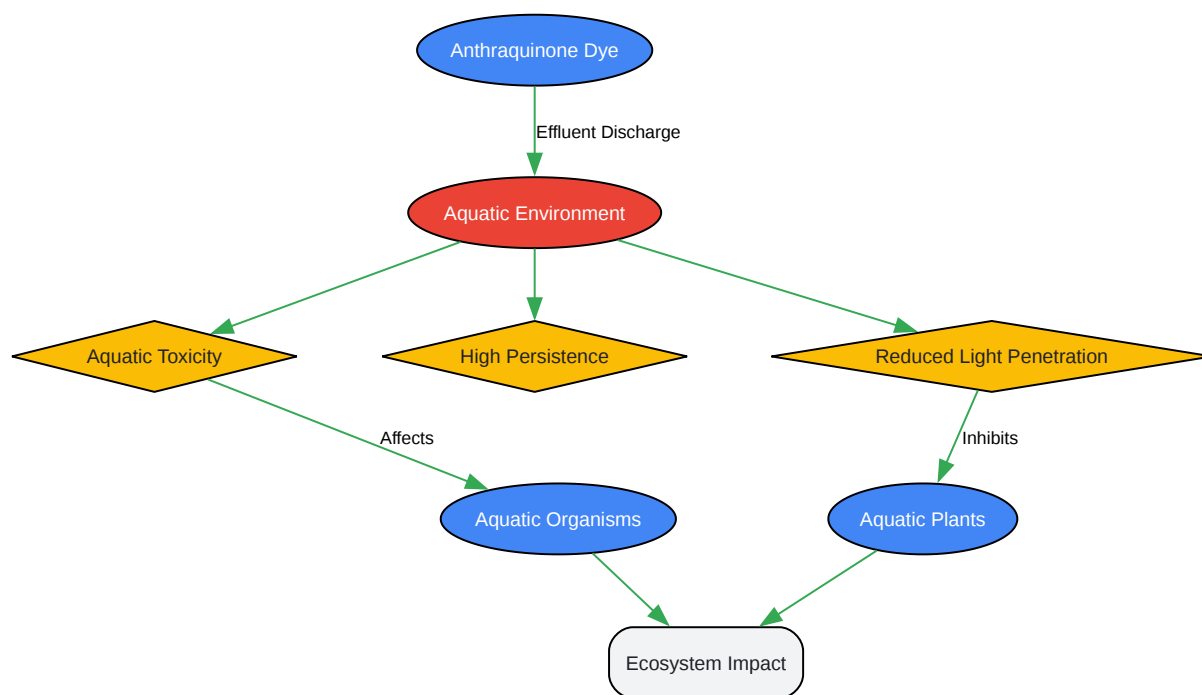 Anthraquinone Dye
Effluent Discharge
Aquatic Environment
Aquatic Toxicity
High Persistence
Reduced Light Penetration
Affects
Inhibits
Aquatic Organisms
Aquatic Plants
Ecosystem Impact